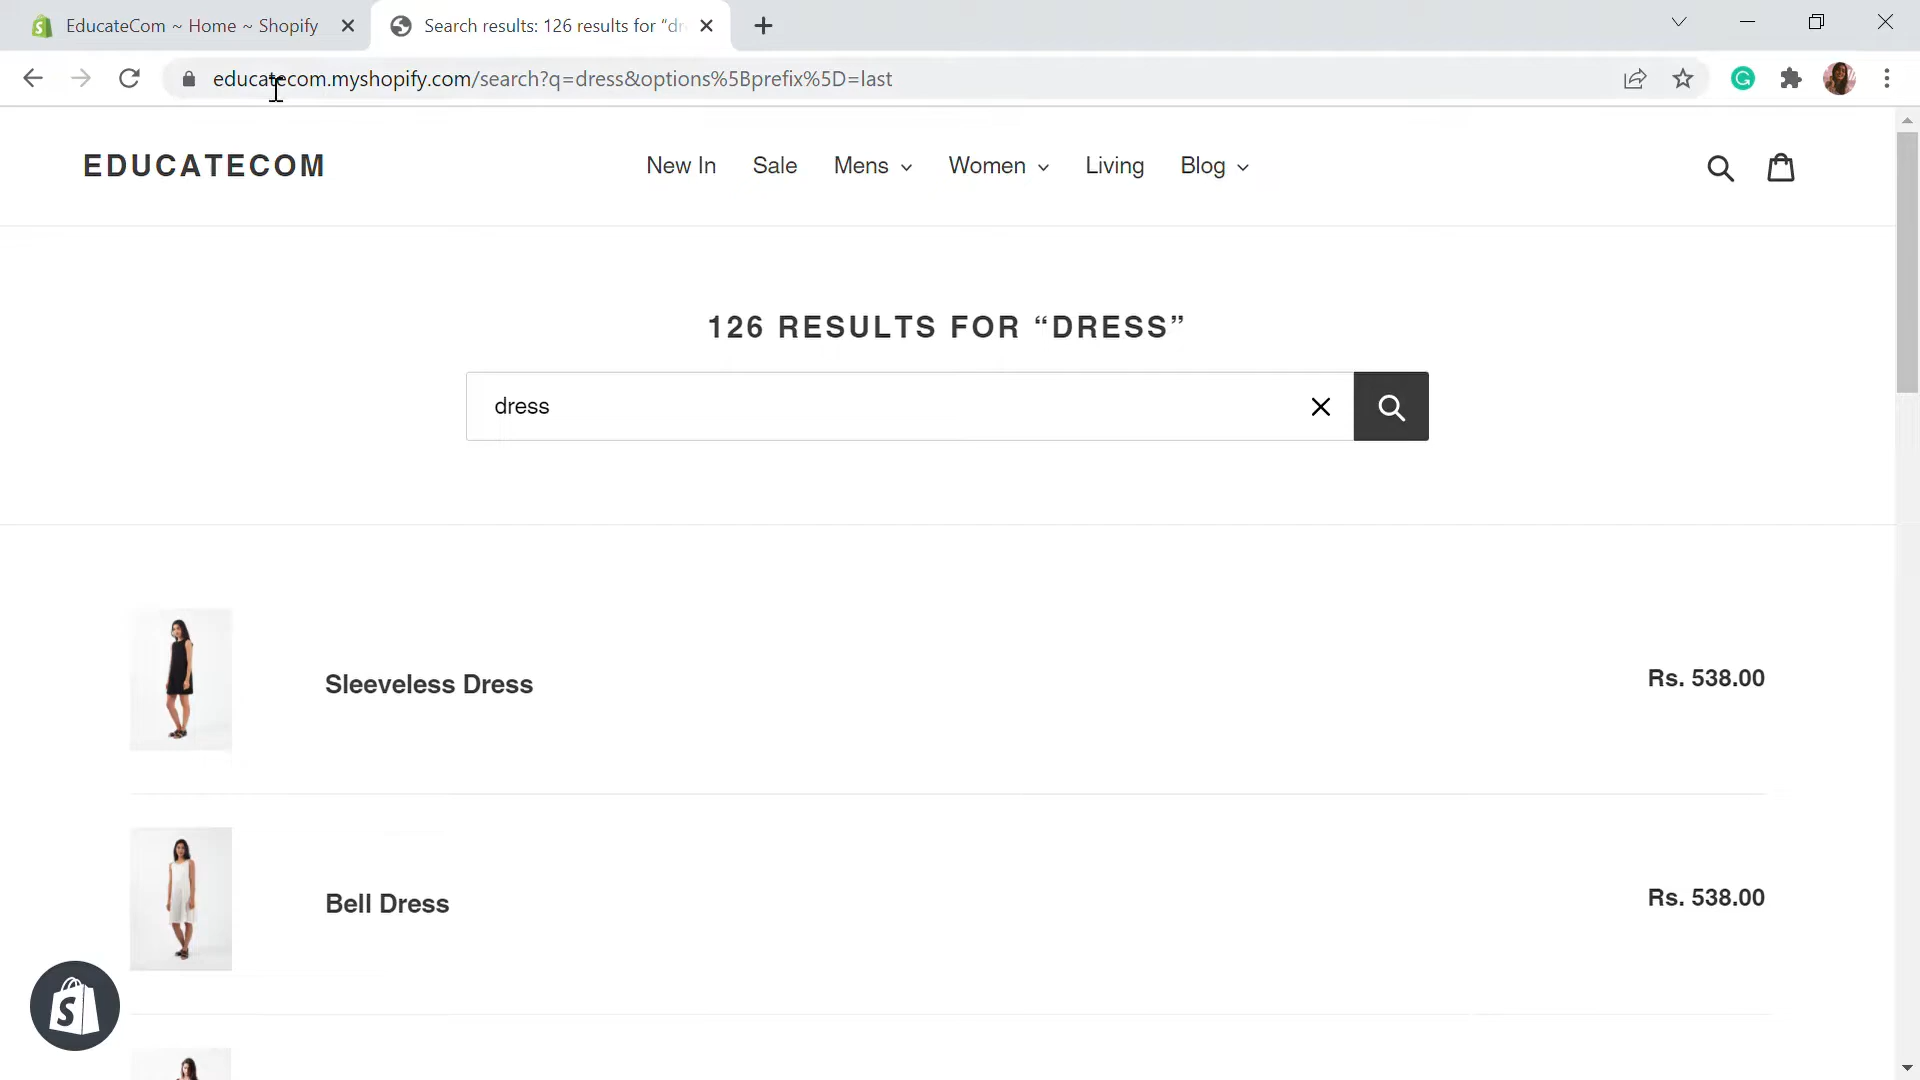 EducateCom ~ Home ~ Shopify
Search results: 126 results for “dr
educatecom.myshopify.com/search?q=dress&options%5Bprefix%5D=last
EDUCATECOM
New In
Sale
Mens
Women
Living
Blog
126 RESULTS FOR “DRESS”
dress
Sleeveless Dress
Rs. 538.00
Bell Dress
Rs. 538.00